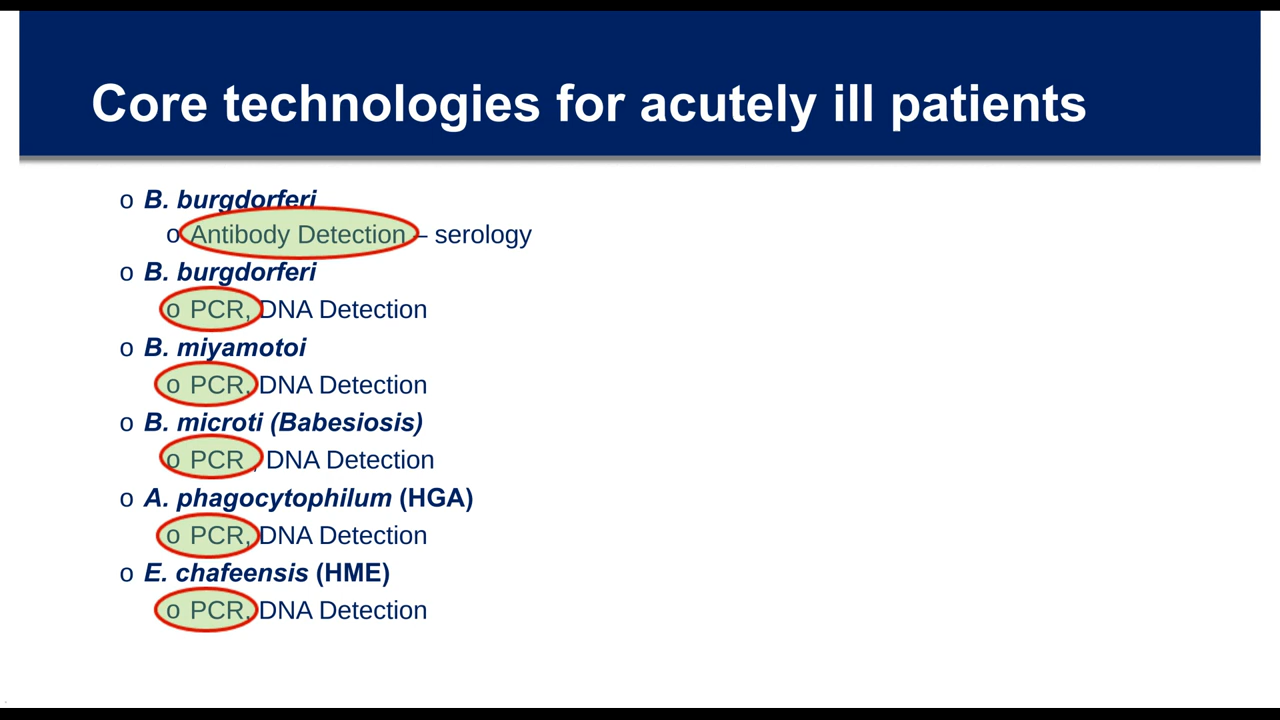 Core technologies for acutely ill patients
o B. burgdorferi
o Antibody Detection – serology
o B. burgdorferi
o PCR, DNA Detection
o B. miyamotoi
o PCR, DNA Detection
o B. microti (Babesiosis)
o PCR , DNA Detection
o A. phagocytophilum (HGA)
o PCR, DNA Detection
o E. chafeensis (HME)
o PCR, DNA Detection